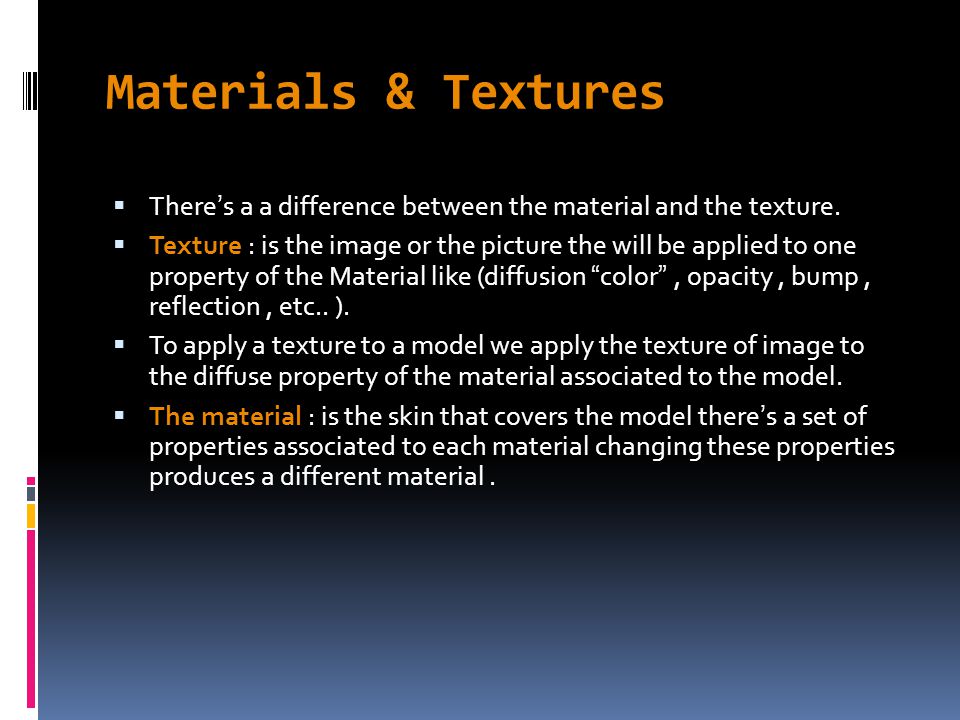 Materials & Textures
▪ There’s a a difference between the material and the texture.
▪ Texture : is the image or the picture the will be applied to one
property of the Material like (diffusion “color” , opacity , bump ,
reflection , etc.. ).
▪ To apply a texture to a model we apply the texture of image to
the diffuse property of the material associated to the model.
▪ The material : is the skin that covers the model there’s a set of
properties associated to each material changing these properties
produces a different material .